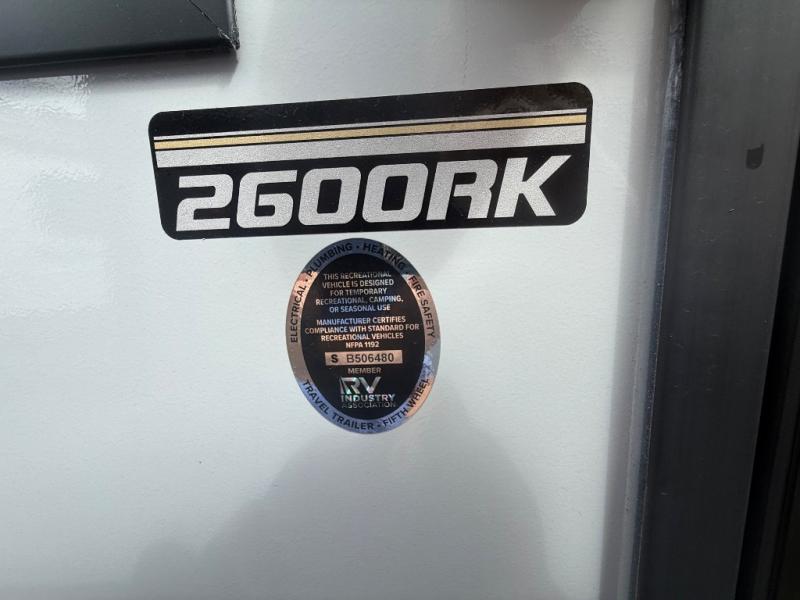 2600RK
ELECTRICAL • PLUMBING • HEATING • FIRE SAFETY
THIS RECREATIONAL
VEHICLE IS DESIGNED
FOR TEMPORARY
RECREATIONAL, CAMPING,
OR SEASONAL USE
MANUFACTURER CERTIFIES
COMPLIANCE WITH STANDARD FOR
RECREATIONAL VEHICLES
NFPA 1192
S B506480
MEMBER
RV
INDUSTRY
ASSOCIATION
TRAVEL TRAILER • FIFTH WHEEL